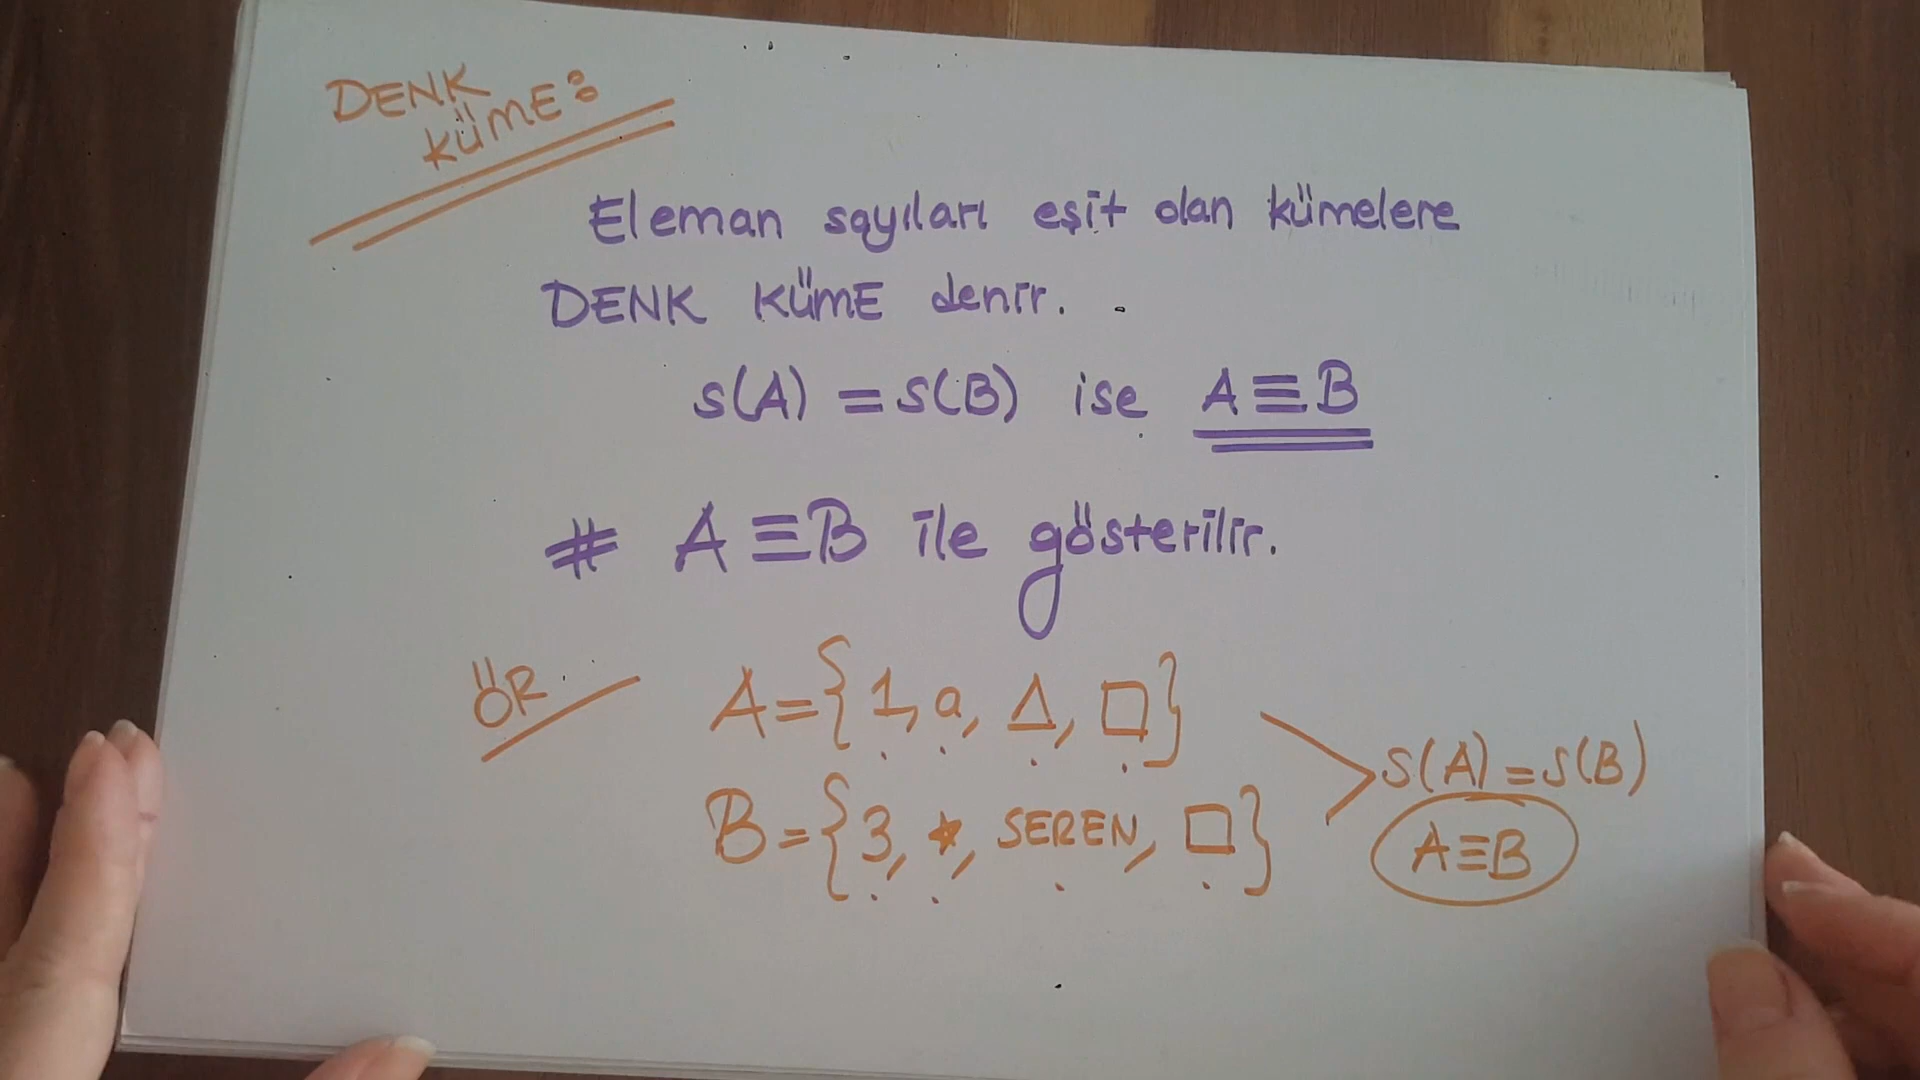 DENK
KÜME:
Eleman sayıları eşit olan kümelere
DENK KÜME denir.
s(A) = s(B) ise A ≡ B
# A ≡ B ile gösterilir.
ÖR A = { 1, a, Δ, □ }
B = { 3, ★, SEREN, □ }
s(A) = s(B)
A ≡ B